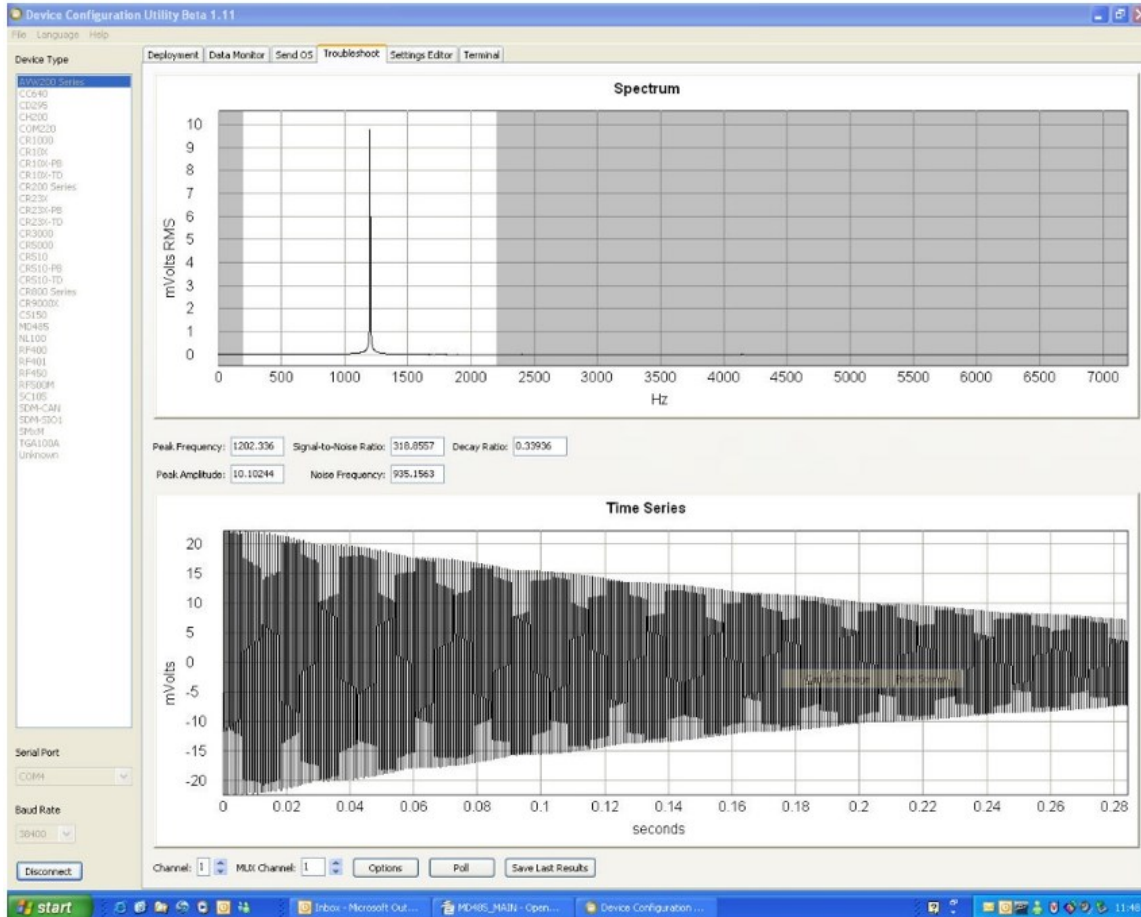 Device Configuration Utility Beta 1.11
File Language Help
Device Type
Deployment Data Monitor Send OS Troubleshoot Settings Editor Terminal
AVW200 Series
CC640
CD295
CH200
COM220
CR1000
CR10X
CR10X-PB
CR10X-TD
CR200 Series
CR23X
CR23X-PB
CR23X-TD
CR3000
CR5000
CR510
CR510-PB
CR510-TD
CR800 Series
CR9000X
CS150
MD485
NL100
RF400
RF401
RF450
RF500M
SC105
SDM-CAN
SDM-SIO1
SMxM
TGA100A
Unknown
Serial Port
COM4
Baud Rate
38400
Disconnect
Spectrum
mVolts RMS
10
9
8
7
6
5
4
3
2
1
0
0 500 1000 1500 2000 2500 3000 3500 4000 4500 5000 5500 6000 6500 7000
Hz
Peak Frequency: 1202.336 Signal-to-Noise Ratio: 318.8557 Decay Ratio: 0.33936
Peak Amplitude: 10.10244 Noise Frequency: 935.1563
Time Series
mVolts
20
15
10
5
0
-5
-10
-15
-20
Capture Image Print Screen
0 0.02 0.04 0.06 0.08 0.1 0.12 0.14 0.16 0.18 0.2 0.22 0.24 0.26 0.28
seconds
Channel: 1 MUX Channel: 1 Options Poll Save Last Results
start Inbox - Microsoft Out... MD485_MAIN - Open... Device Configuration ... 11:48